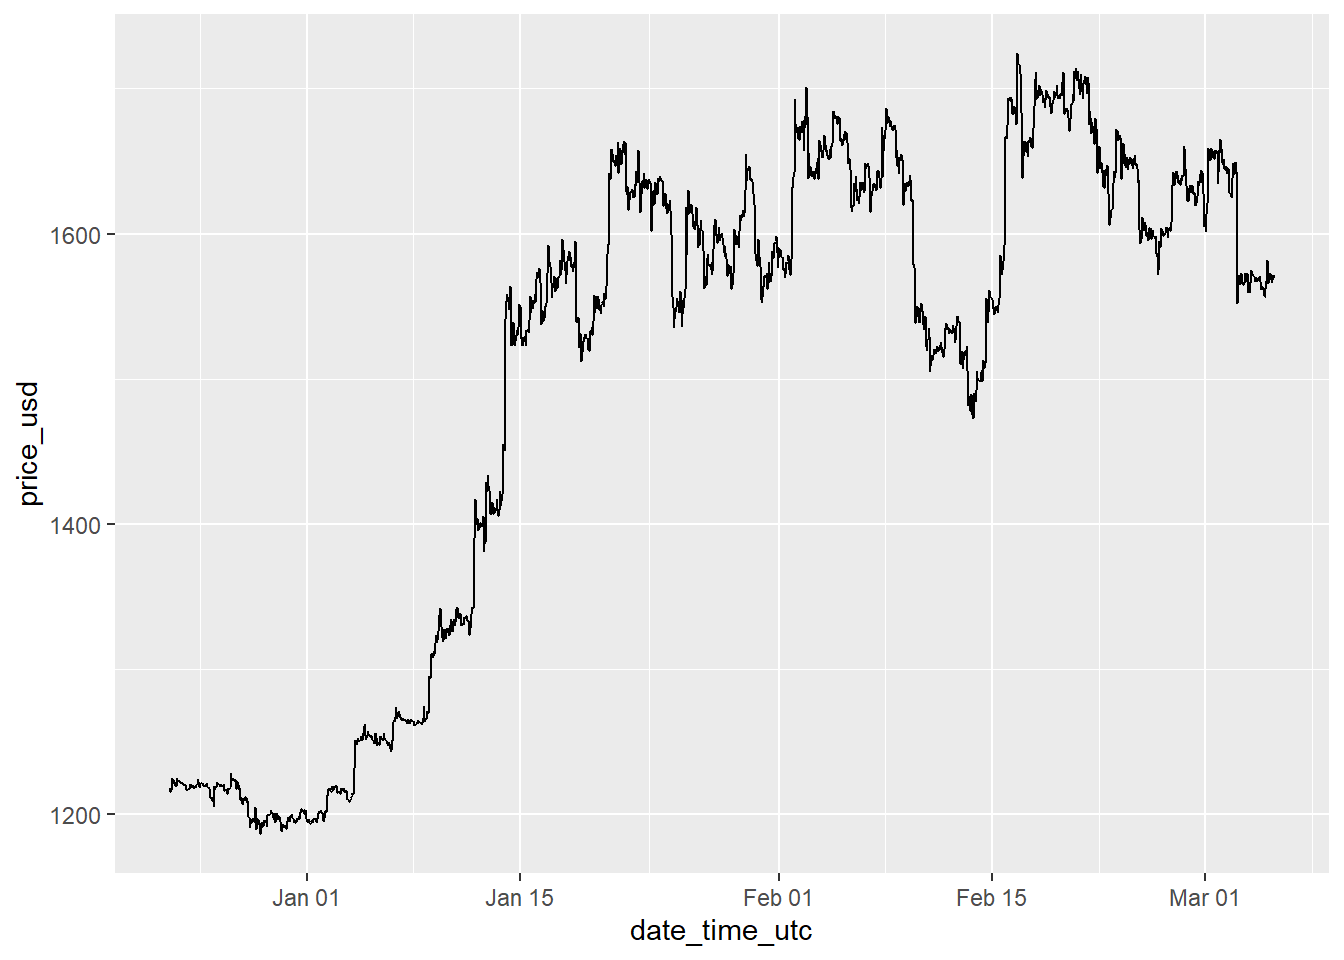 price_usd
1600
1400
1200
Jan 01
Jan 15
Feb 01
Feb 15
Mar 01
date_time_utc